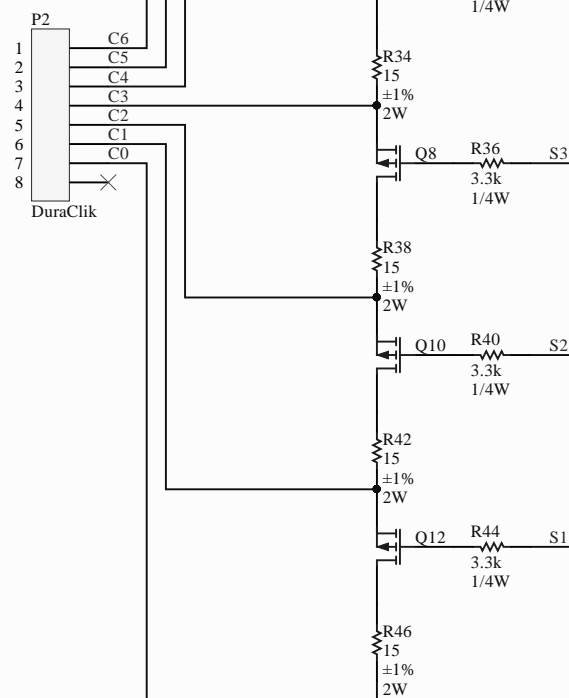 1/4W
P2
1 C6
2 C5
3 C4
4 C3
5 C2
6 C1
7 C0
8
DuraClik
R34
15
±1%
2W
Q8
R36
3.3k
1/4W
S3
R38
15
±1%
2W
Q10
R40
3.3k
1/4W
S2
R42
15
±1%
2W
Q12
R44
3.3k
1/4W
S1
R46
15
±1%
2W